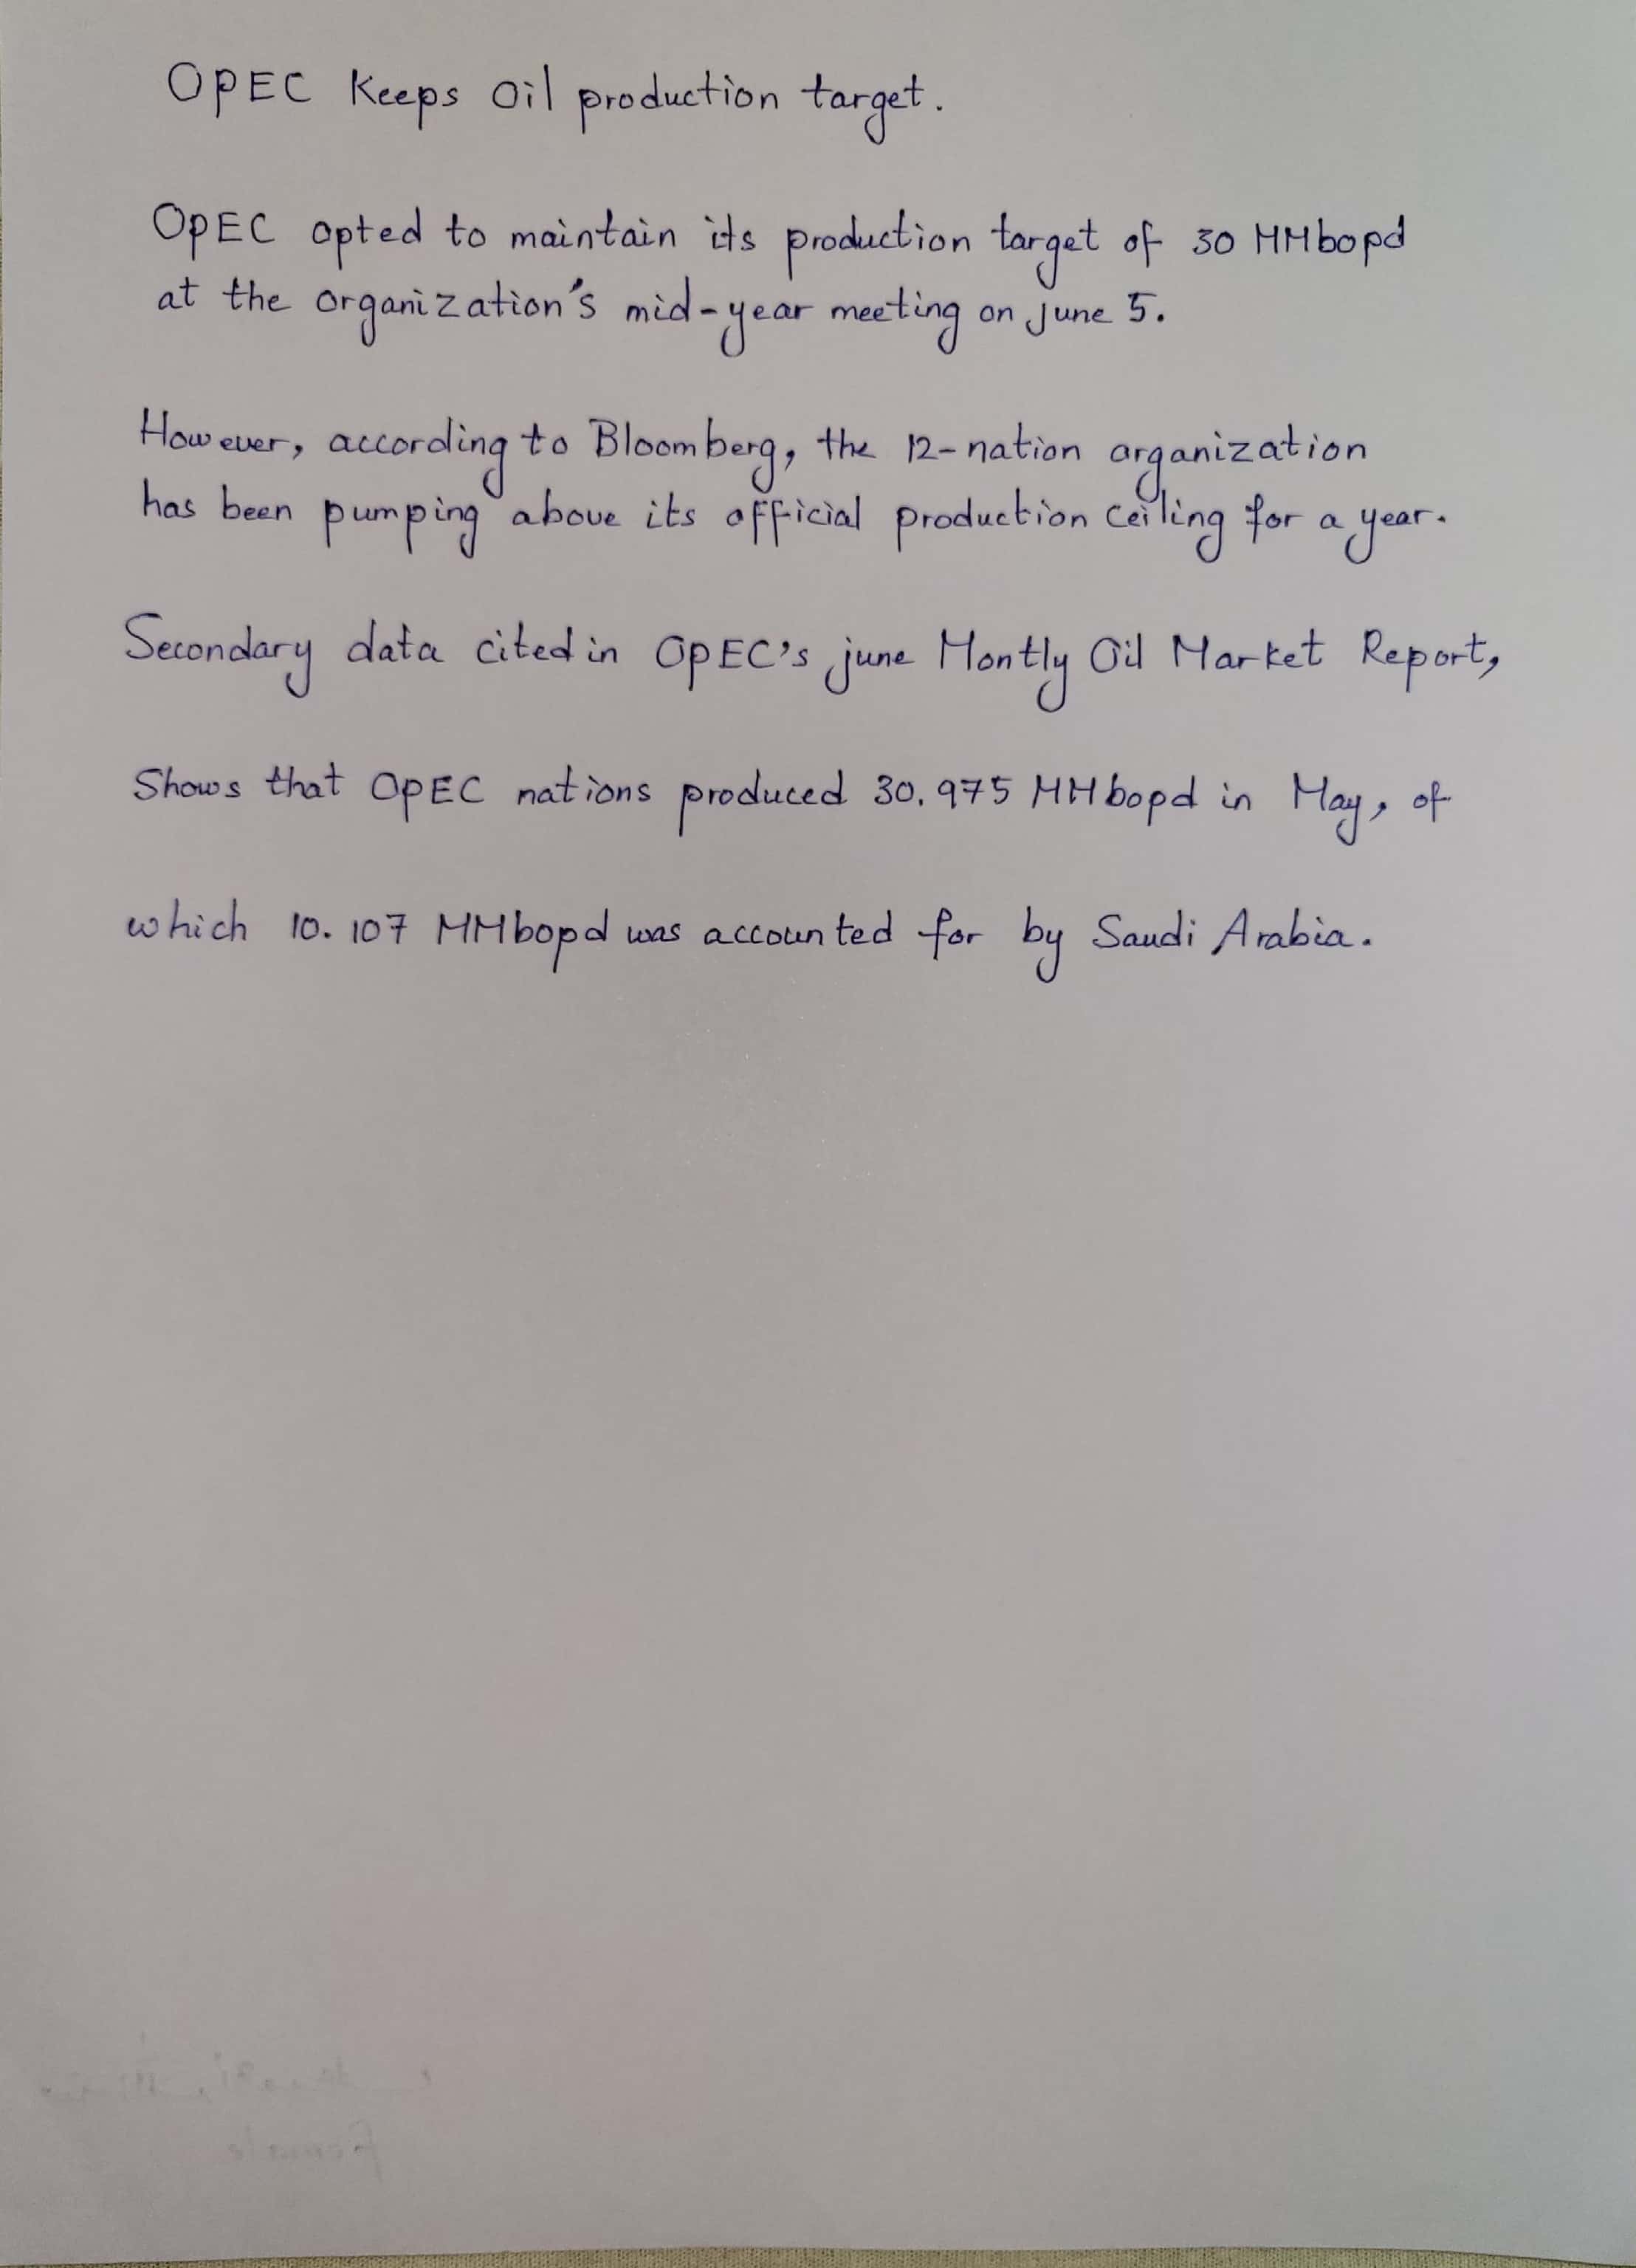 OPEC Keeps Oil production target.
OPEC opted to maintain its production target of 30 MMbopd
at the organization's mid-year meeting on june 5.
However, according to Bloomberg, the 12-nation organization
has been pumping above its official production ceiling for a year.
Secondary data cited in OPEC's june Montly Oil Market Report,
Shows that OPEC nations produced 30.975 MMbopd in May, of
which 10.107 MMbopd was accounted for by Saudi Arabia.